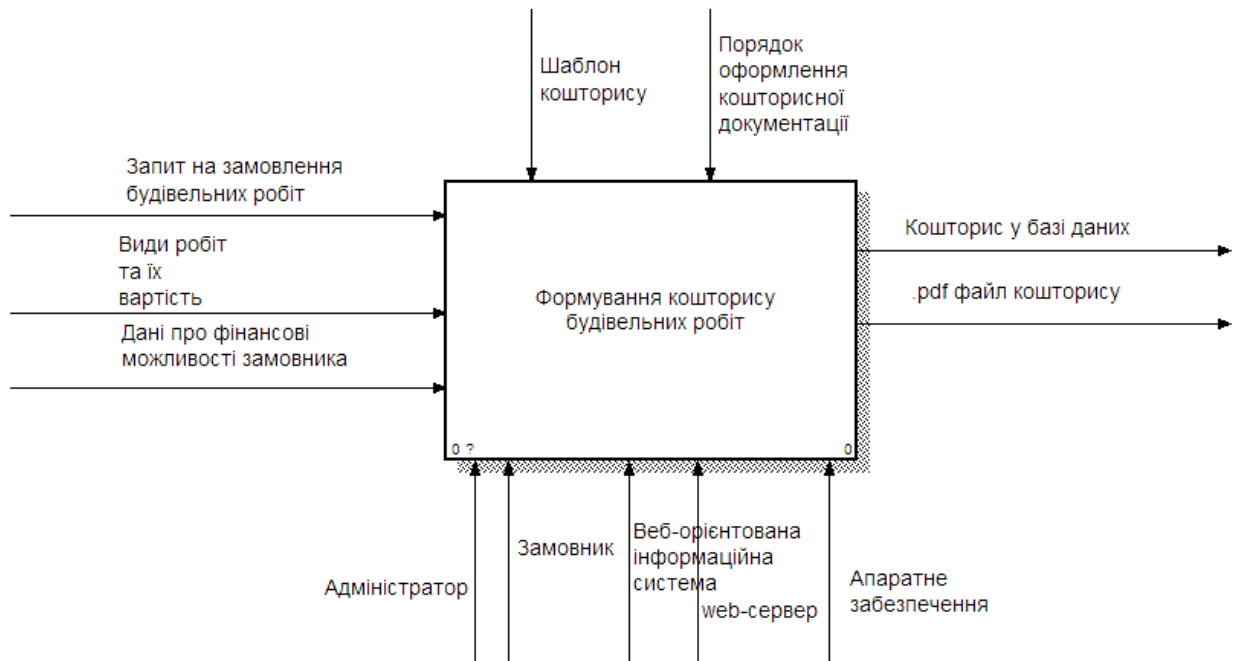 Шаблон
кошторису
Порядок
оформлення
кошторисної
документації
Запит на замовлення
будівельних робіт
Види робіт
та їх
вартість
Дані про фінансові
можливості замовника
Формування кошторису
будівельних робіт
0 ?
0
Кошторис у базі даних
.pdf файл кошторису
Адміністратор
Замовник
Веб-орієнтована
інформаційна
система
web-сервер
Апаратне
забезпечення